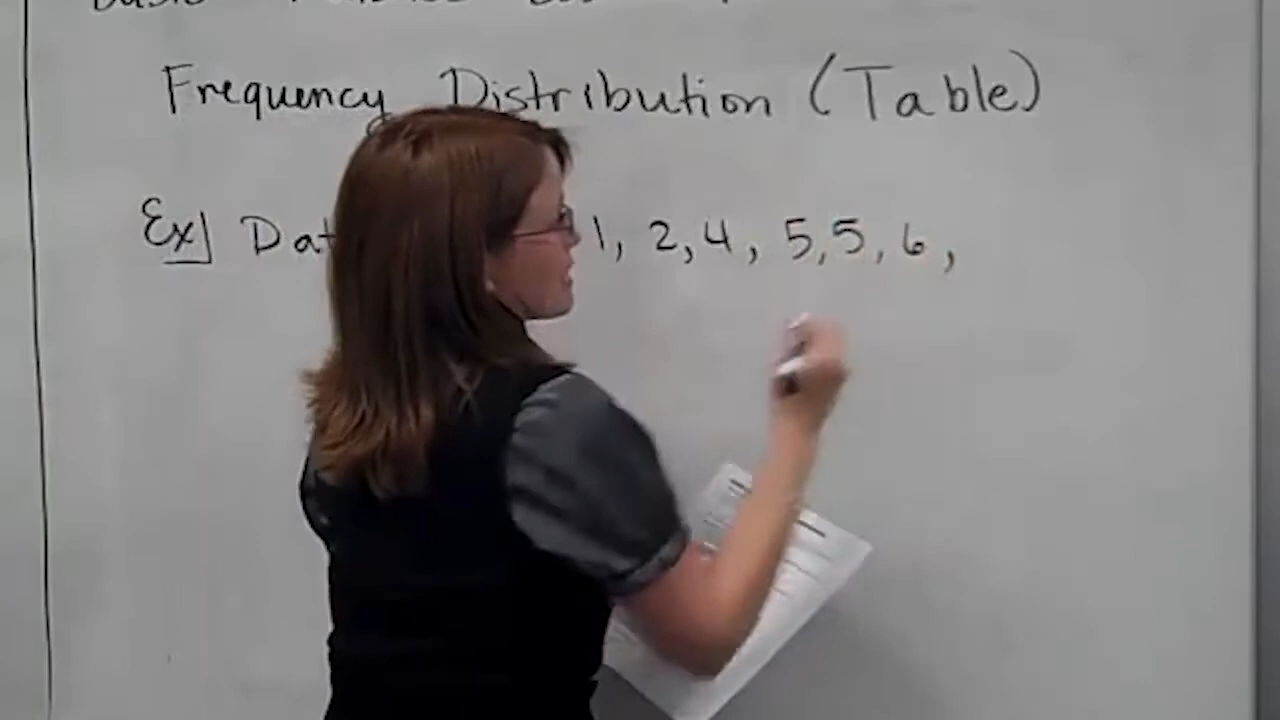 Frequency Distribution (Table)
Ex] Dat 1, 2, 4, 5, 5, 6,